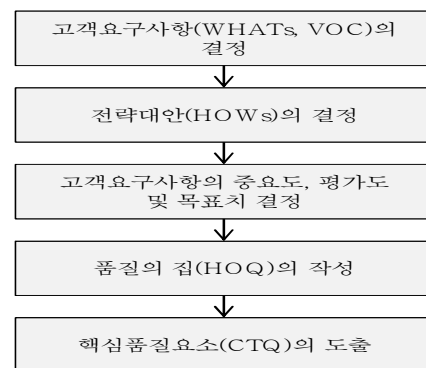 고객요구사항(WHATs, VOC)의
결정
전략대안(HOWs)의 결정
고객요구사항의 중요도, 평가도
및 목표치 결정
품질의 집(HOQ)의 작성
핵심품질요소(CTQ)의 도출